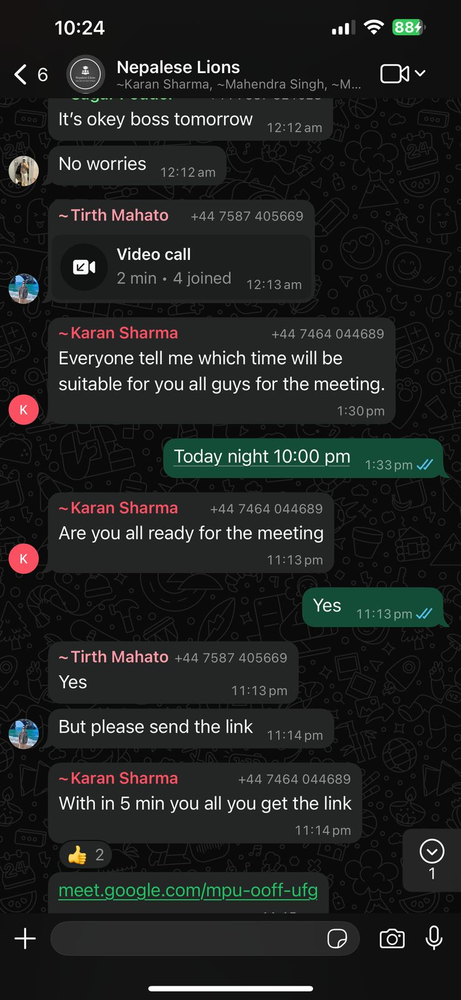 10:24
88
6
Nepalese Lions
~Karan Sharma, ~Mahendra Singh, ~M...
It's okey boss tomorrow
12:12 am
No worries
12:12 am
~Tirth Mahato +44 7587 405669
Video call
2 min • 4 joined
12:13 am
~Karan Sharma +44 7464 044689
Everyone tell me which time will be
suitable for you all guys for the meeting.
1:30 pm
K
Today night 10:00 pm
1:33 pm
~Karan Sharma +44 7464 044689
Are you all ready for the meeting
11:13 pm
K
Yes
11:13 pm
~Tirth Mahato +44 7587 405669
Yes
11:13 pm
But please send the link
11:14 pm
~Karan Sharma +44 7464 044689
With in 5 min you all you get the link
11:14 pm
2
1
meet.google.com/mpu-ooff-ufg